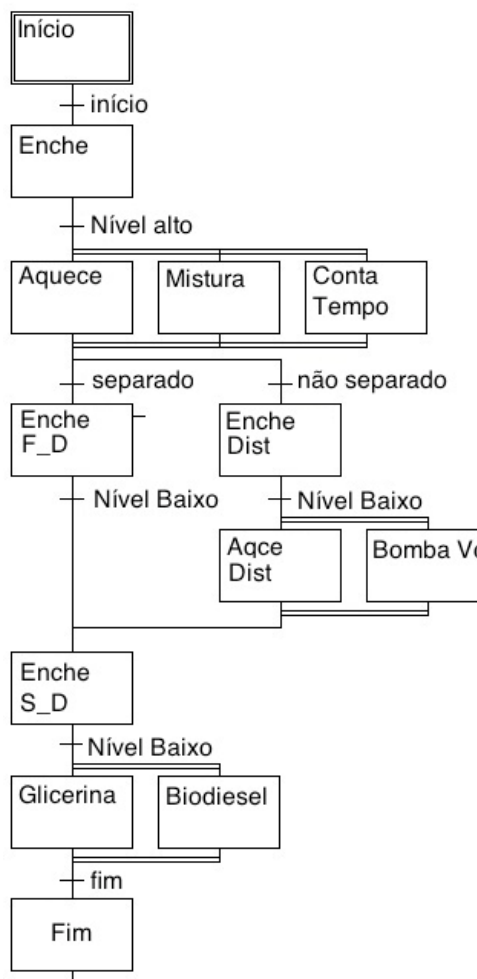 Início
início
Enche
Nível alto
Aquece
Mistura
Conta
Tempo
separado
não separado
Enche
F_D
Enche
Dist
Nível Baixo
Nível Baixo
Aqce
Dist
Bomba
Enche
S_D
Nível Baixo
Glicerina
Biodiesel
fim
Fim